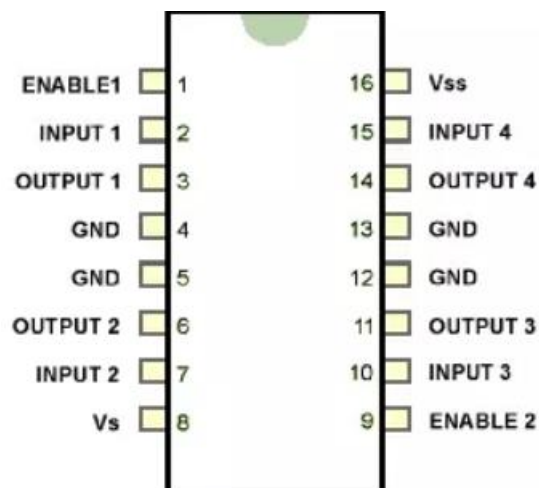 ENABLE1 1 16 Vss
INPUT 1 2 15 INPUT 4
OUTPUT 1 3 14 OUTPUT 4
GND 4 13 GND
GND 5 12 GND
OUTPUT 2 6 11 OUTPUT 3
INPUT 2 7 10 INPUT 3
Vs 8 9 ENABLE 2